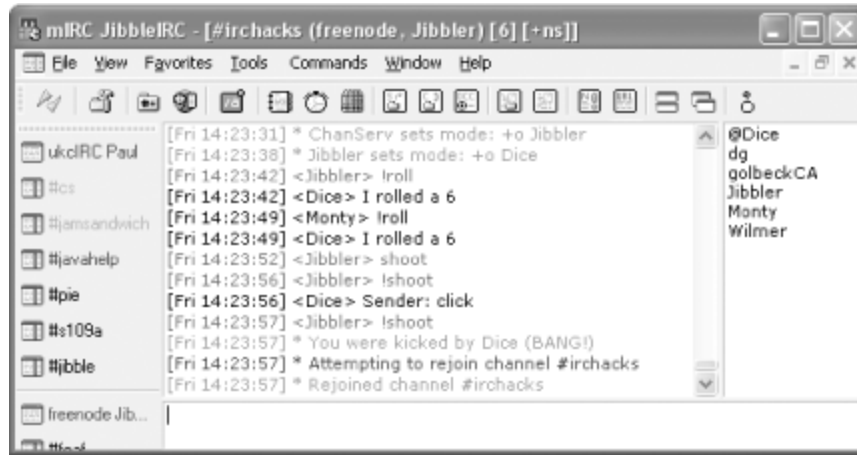 mIRC JibbleIRC - [#irchacks (freenode, Jibbler) [6] [+ns]]
File View Favorites Tools Commands Window Help
ukcIRC Paul
#cs
#jamsandwich
#javahelp
#pie
#s109a
#jibble
freenode Jib...
[Fri 14:23:31] * ChanServ sets mode: +o Jibbler
[Fri 14:23:38] * Jibbler sets mode: +o Dice
[Fri 14:23:42] <Jibbler> !roll
[Fri 14:23:42] <Dice> I rolled a 6
[Fri 14:23:49] <Monty> !roll
[Fri 14:23:49] <Dice> I rolled a 6
[Fri 14:23:52] <Jibbler> shoot
[Fri 14:23:56] <Jibbler> !shoot
[Fri 14:23:56] <Dice> Sender: click
[Fri 14:23:57] <Jibbler> !shoot
[Fri 14:23:57] * You were kicked by Dice (BANG!)
[Fri 14:23:57] * Attempting to rejoin channel #irchacks
[Fri 14:23:57] * Rejoined channel #irchacks
@Dice
dg
golbeckCA
Jibbler
Monty
Wilmer